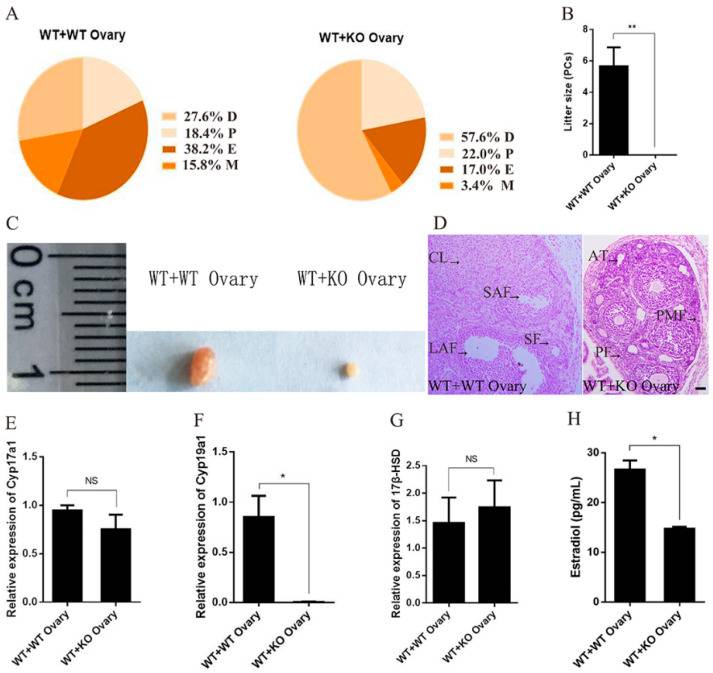 A
WT+WT Ovary
27.6% D
18.4% P
38.2% E
15.8% M
WT+KO Ovary
57.6% D
22.0% P
17.0% E
3.4% M
B
Litter size (PCs)
8
6
4
2
0
**
WT+WT Ovary
WT+KO Ovary
C
0 cm 1
WT+WT Ovary
WT+KO Ovary
D
CL→
SAF→
SF→
LAF→
WT+WT Ovary
AT→
PMF→
PF→
WT+KO Ovary
E
Relative expression of Cyp17a1
1.5
1.0
0.5
0.0
NS
WT+WT Ovary
WT+KO Ovary
F
Relative expression of Cyp19a1
1.5
1.0
0.5
0.0
*
WT+WT Ovary
WT+KO Ovary
G
Relative expression of 17β-HSD
2.5
2.0
1.5
1.0
0.5
0.0
NS
WT+WT Ovary
WT+KO Ovary
H
Estradiol (pg/mL)
30
20
10
0
*
WT+WT Ovary
WT+KO Ovary